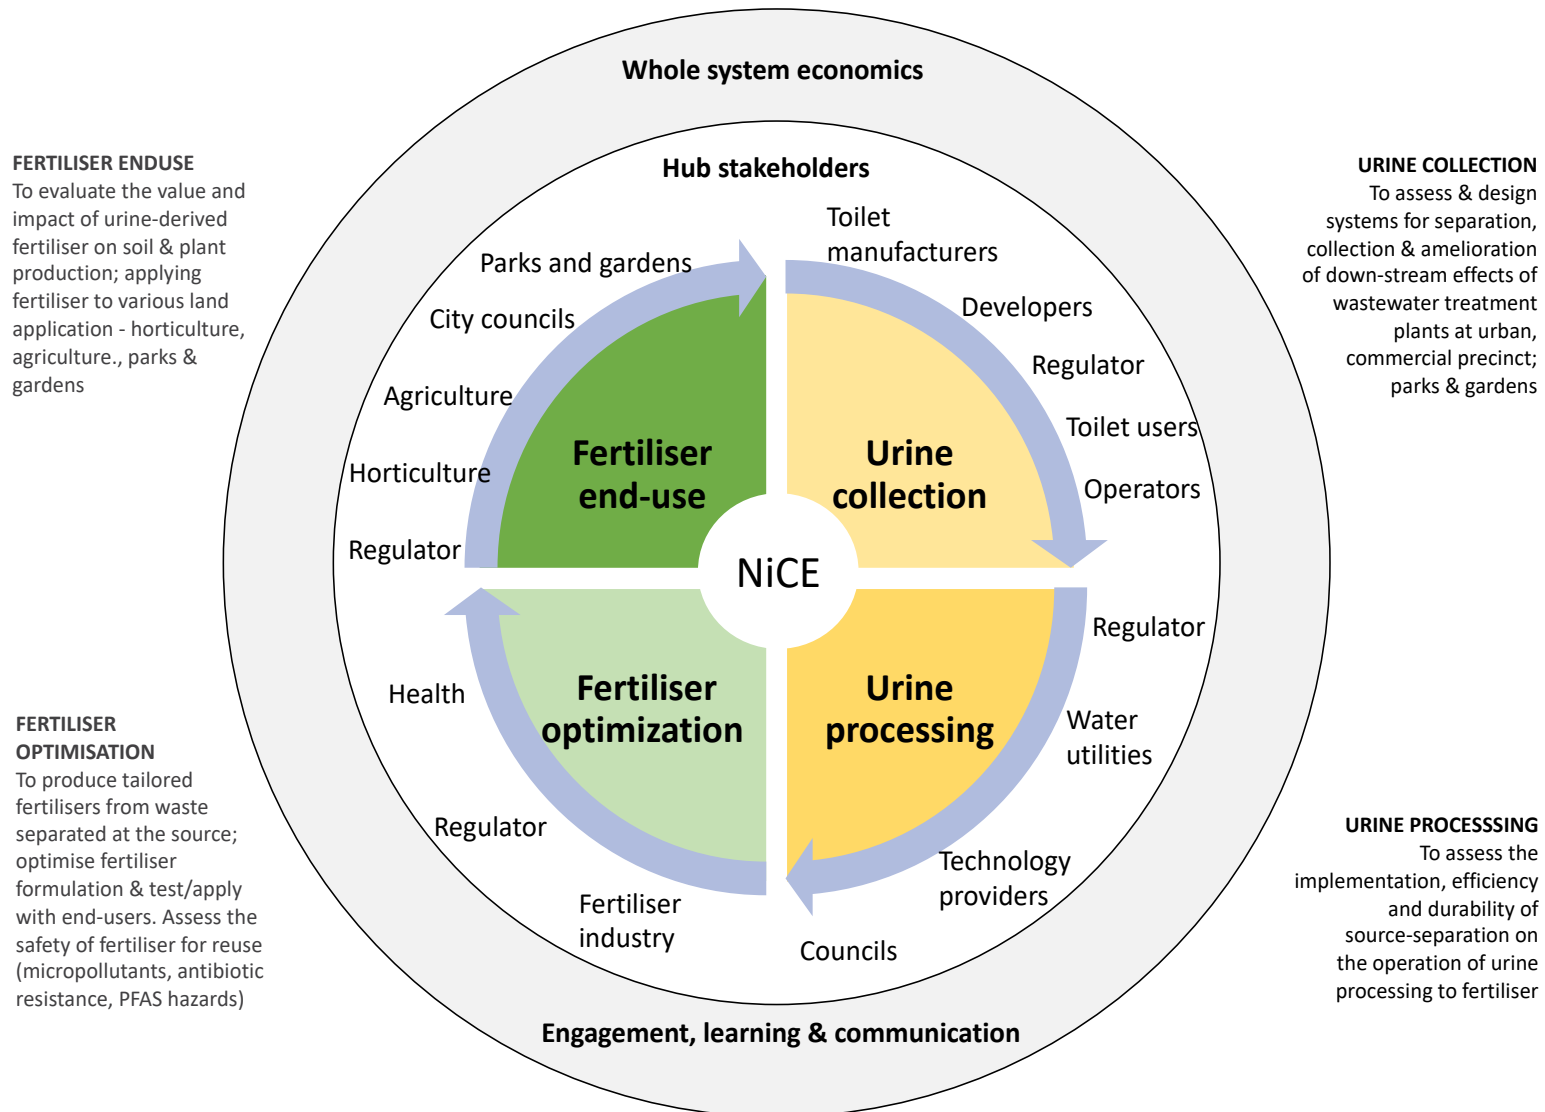 Whole system economics
Hub stakeholders
FERTILISER ENDUSE
To evaluate the value and
impact of urine-derived
fertiliser on soil & plant
production; applying
fertiliser to various land
application - horticulture,
agriculture., parks &
gardens
URINE COLLECTION
To assess & design
systems for separation,
collection & amelioration
of down-stream effects of
wastewater treatment
plants at urban,
commercial precinct;
parks & gardens
Parks and gardens
City councils
Agriculture
Horticulture
Regulator
Toilet
manufacturers
Developers
Regulator
Toilet users
Operators
Fertiliser
end-use
Urine
collection
NiCE
Fertiliser
optimization
Urine
processing
Health
Regulator
Fertiliser
industry
Regulator
Water
utilities
Technology
providers
Councils
FERTILISER
OPTIMISATION
To produce tailored
fertilisers from waste
separated at the source;
optimise fertiliser
formulation & test/apply
with end-users. Assess the
safety of fertiliser for reuse
(micropollutants, antibiotic
resistance, PFAS hazards)
URINE PROCESSSING
To assess the
implementation, efficiency
and durability of
source-separation on
the operation of urine
processing to fertiliser
Engagement, learning & communication